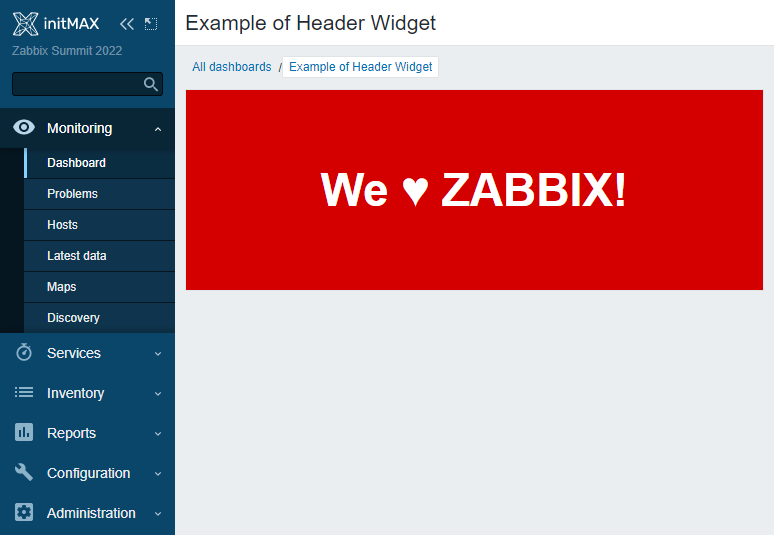 initMAX
Zabbix Summit 2022
Monitoring
Dashboard
Problems
Hosts
Latest data
Maps
Discovery
Services
Inventory
Reports
Configuration
Administration
Example of Header Widget
All dashboards / Example of Header Widget
We ♥ ZABBIX!